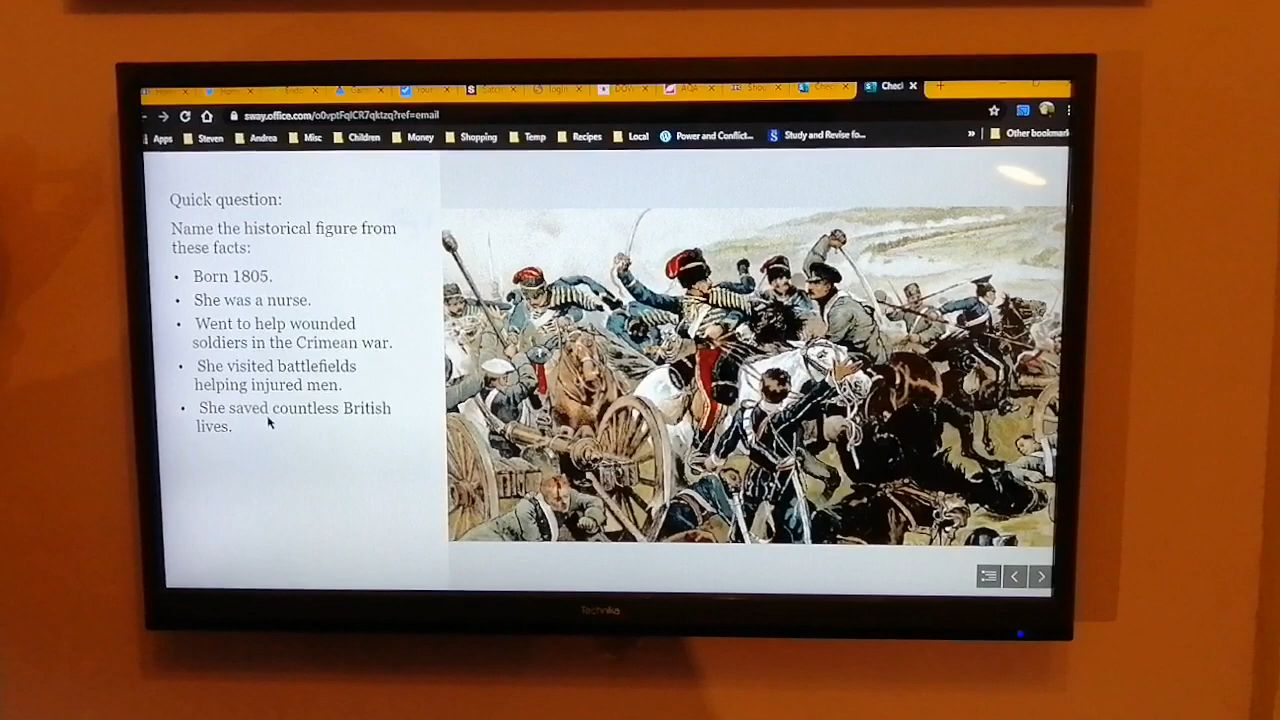 sway.office.com/o0vptFqICR7qktzq?ref=email
Apps Steven Andrea Misc Children Money Shopping Temp Recipes Local Power and Conflict... Study and Revise fo... » Other bookmark
Quick question:
Name the historical figure from
these facts:
• Born 1805.
• She was a nurse.
• Went to help wounded
soldiers in the Crimean war.
• She visited battlefields
helping injured men.
• She saved countless British
lives.
Technika